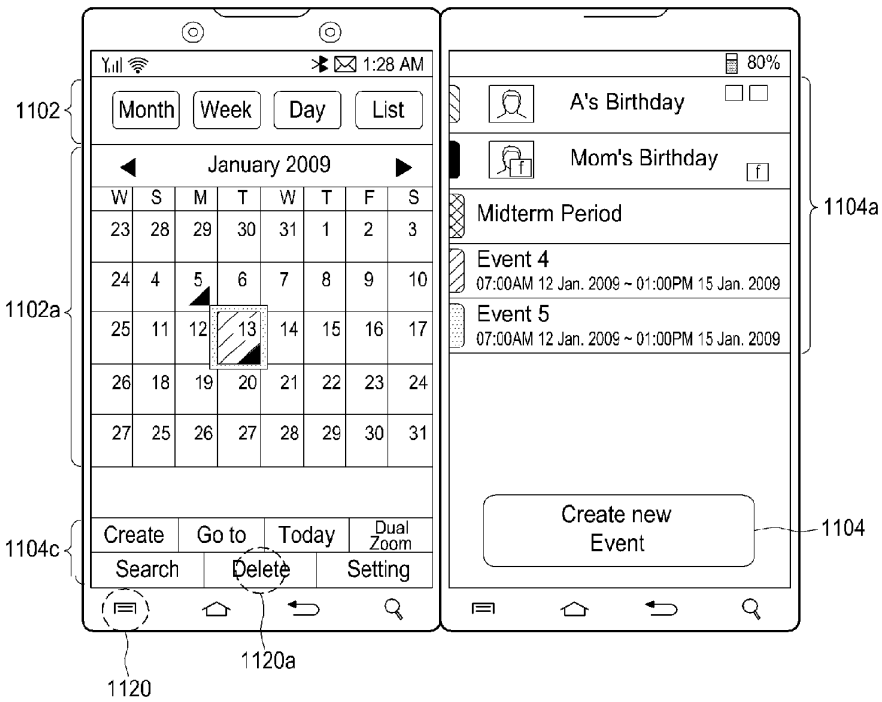 1:28 AM
80%
1102
Month Week Day List
A's Birthday
f
Mom's Birthday
f
1104a
January 2009
W S M T W T F S
23 28 29 30 31 1 2 3
Midterm Period
1102a
24 4 5 6 7 8 9 10
Event 4
07:00AM 12 Jan. 2009 ~ 01:00PM 15 Jan. 2009
25 11 12 13 14 15 16 17
Event 5
07:00AM 12 Jan. 2009 ~ 01:00PM 15 Jan. 2009
26 18 19 20 21 22 23 24
27 25 26 27 28 29 30 31
1104c
Create Go to Today Dual
Zoom
Search Delete Setting
Create new
Event
1104
1120a
1120